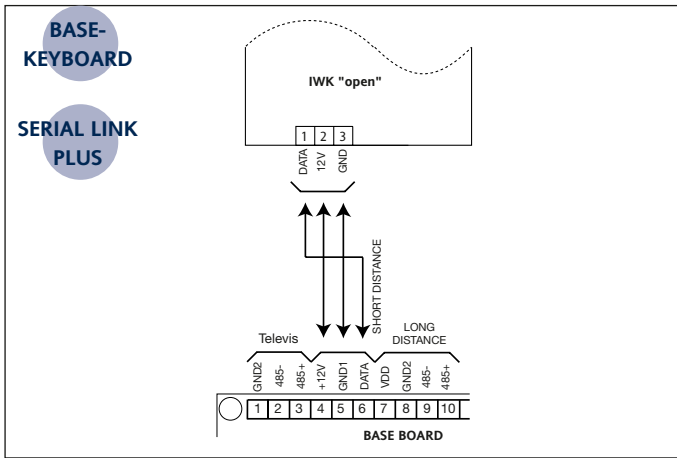 BASE-
KEYBOARD
SERIAL LINK
PLUS
IWK "open"
1 2 3
DATA
12V
GND
SHORT DISTANCE
Televis
LONG
DISTANCE
GND2
485-
485+
+12V
GND1
DATA
VDD
GND2
485-
485+
1 2 3 4 5 6 7 8 9 10
BASE BOARD